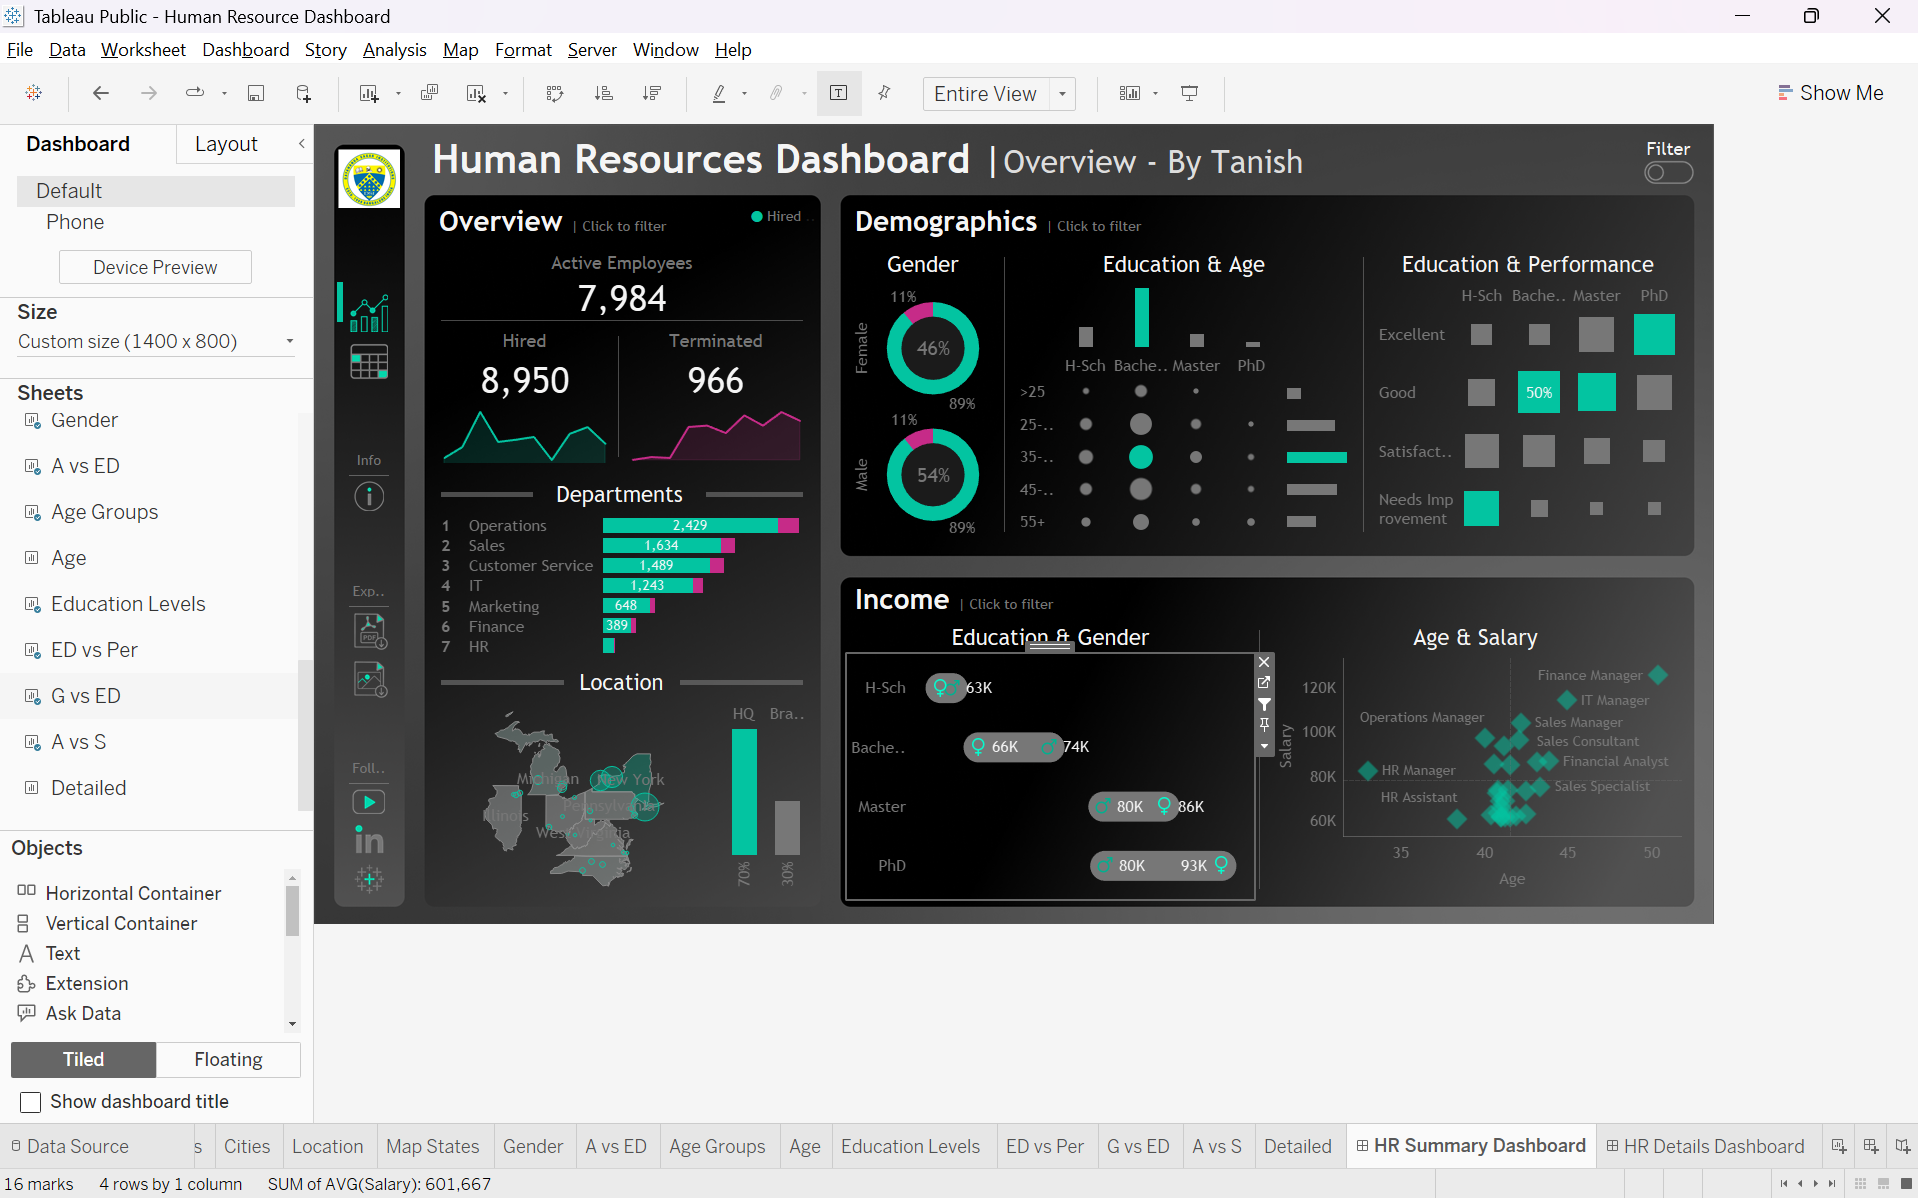 Tableau Public - Human Resource Dashboard
File Data Worksheet Dashboard Story Analysis Map Format Server Window Help
Entire View
Show Me
Dashboard Layout
Default
Phone
Device Preview
Size
Custom size (1400 x 800)
Sheets
Gender
A vs ED
Age Groups
Age
Education Levels
ED vs Per
G vs ED
A vs S
Detailed
Objects
Horizontal Container
Vertical Container
Text
Extension
Ask Data
Tiled Floating
Show dashboard title
Human Resources Dashboard | Overview - By Tanish
Filter
Info
Exp..
PDF
Foll..
in
Overview | Click to filter
Hired ..
Active Employees
7,984
Hired Terminated
8,950 966
Departments
1 Operations 2,429
2 Sales 1,634
3 Customer Service 1,489
4 IT 1,243
5 Marketing 648
6 Finance 389
7 HR
Location
Michigan
New York
Illinois
Pennsylvania
West Virginia
HQ Bra..
70% 30%
Demographics | Click to filter
Gender
Female
11%
46%
89%
Male
11%
54%
89%
Education & Age
H-Sch Bache.. Master PhD
>25
25-..
35-..
45-..
55+
Education & Performance
H-Sch Bache.. Master PhD
Excellent
Good 50%
Satisfact..
Needs Imp
rovement
Income | Click to filter
Education & Gender
H-Sch 63K
Bache.. 66K 74K
Master 80K 86K
PhD 80K 93K
Age & Salary
Salary
120K
100K
80K
60K
Finance Manager
IT Manager
Operations Manager
Sales Manager
Sales Consultant
Financial Analyst
HR Manager
Sales Specialist
HR Assistant
35 40 45 50
Age
Data Source s Cities Location Map States Gender A vs ED Age Groups Age Education Levels ED vs Per G vs ED A vs S Detailed HR Summary Dashboard HR Details Dashboard
16 marks 4 rows by 1 column SUM of AVG(Salary): 601,667